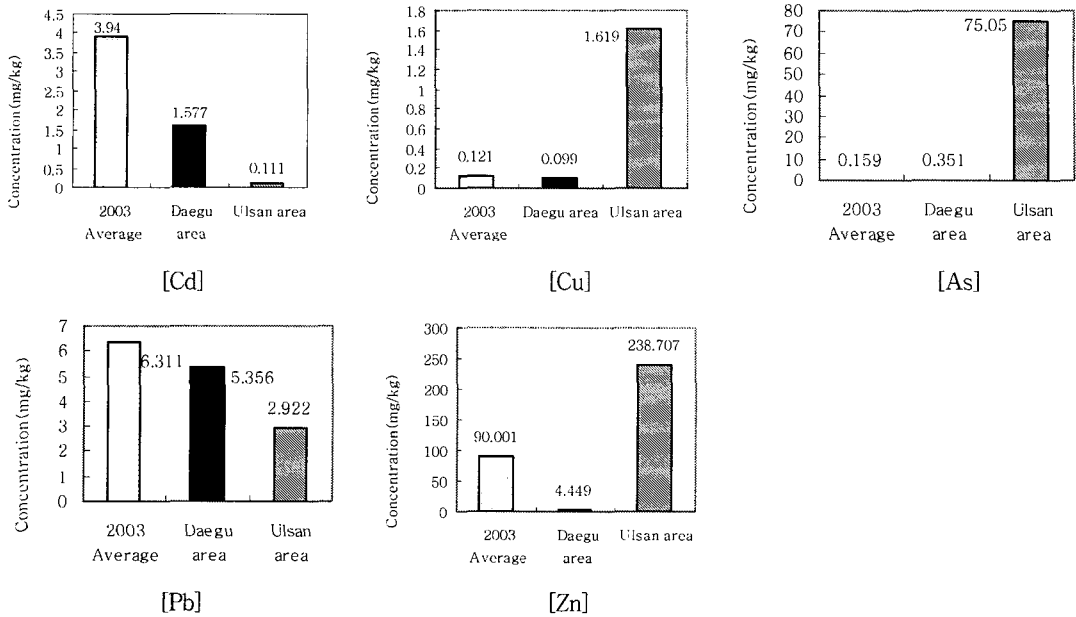 Concentration (mg/kg)
4.5
4
3.5
3
2.5
2
1.5
1
0.5
0
3.94
1.577
0.111
2003
Average
Daegu
area
Ulsan area
[Cd]
Concentration (mg/kg)
1.8
1.6
1.4
1.2
1
0.8
0.6
0.4
0.2
0
0.121
0.099
1.619
2003
Average
Daegu area
Ulsan area
[Cu]
Concentration (mg/kg)
80
70
60
50
40
30
20
10
0
0.159
0.351
75.05
2003
Average
Daegu
area
Ulsan
area
[As]
Concentration (mg/kg)
7
6
5
4
3
2
1
0
6.311
5.356
2.922
2003
Average
Daegu
area
Ulsan
area
[Pb]
Concentration (mg/kg)
300
250
200
150
100
50
0
90.001
4.449
238.707
2003
Average
Daegu
area
Ulsan area
[Zn]